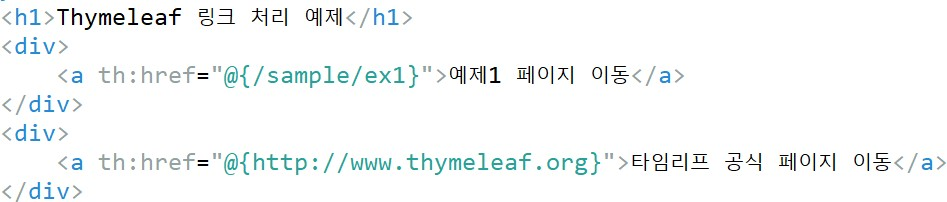 <h1>Thymeleaf 링크 처리 예제</h1>
<div>
    <a th:href="@{/sample/ex1}">예제1 페이지 이동</a>
</div>
<div>
    <a th:href="@{http://www.thymeleaf.org}">타임리프 공식 페이지 이동</a>
</div>